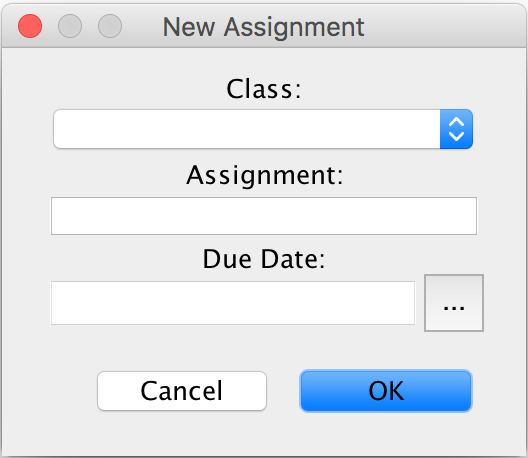 New Assignment
Class:
Assignment:
Due Date:
...
Cancel OK